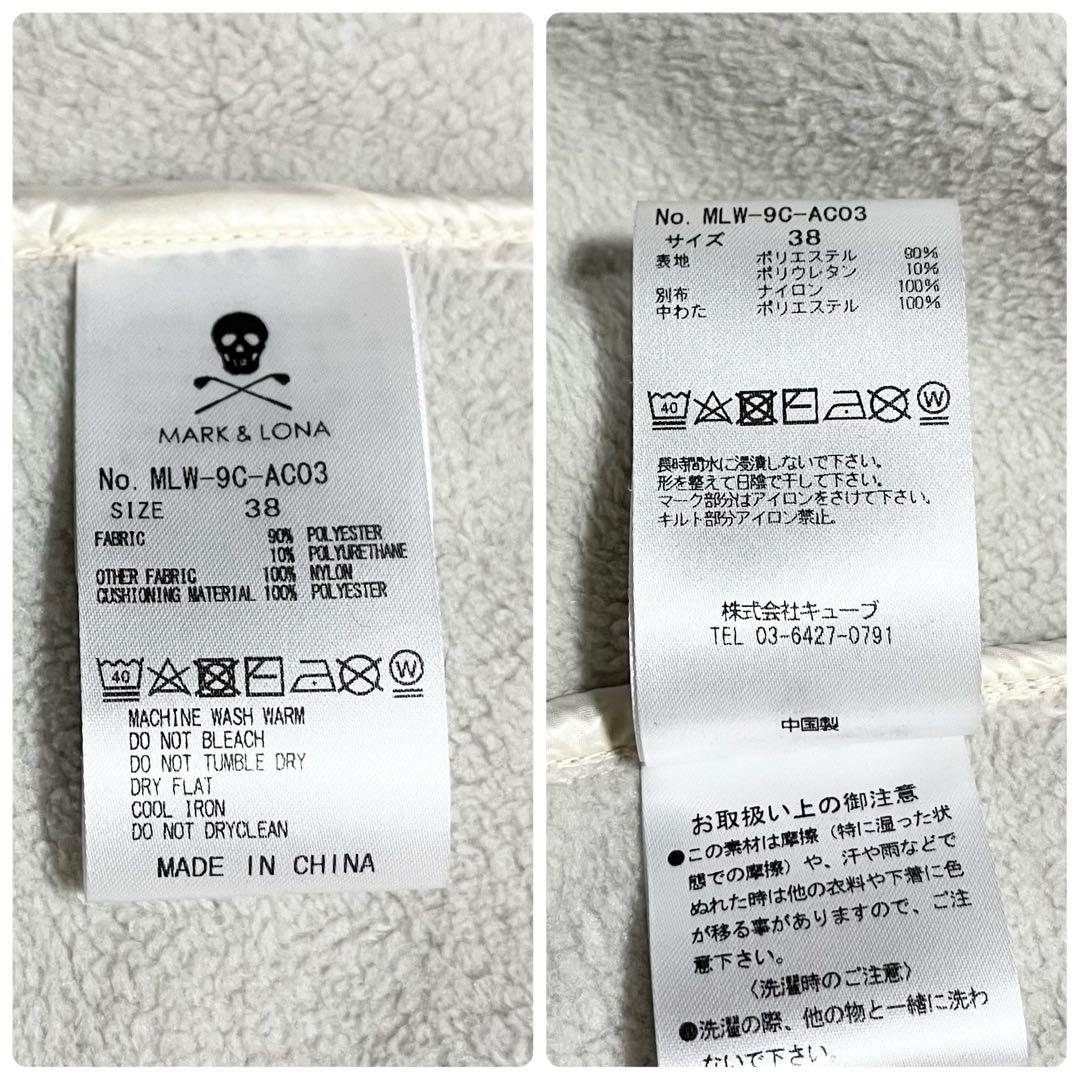 MARK & LONA
No. MLW-9C-AC03
SIZE 38
FABRIC 90% POLYESTER
10% POLYURETHANE
OTHER FABRIC 100% NYLON
CUSHIONING MATERIAL 100% POLYESTER
40 W
MACHINE WASH WARM
DO NOT BLEACH
DO NOT TUMBLE DRY
DRY FLAT
COOL IRON
DO NOT DRYCLEAN
MADE IN CHINA
No. MLW-9C-AC03
サイズ 38
表地 ポリエステル 90%
ポリウレタン 10%
別布 ナイロン 100%
中わた ポリエステル 100%
40 W
長時間水に浸漬しないで下さい。
形を整えて日陰で干して下さい。
マーク部分はアイロンをさけて下さい。
キルト部分アイロン禁止。
株式会社キューブ
TEL 03-6427-0791
中国製
お取扱い上の御注意
●この素材は摩擦(特に湿った状
態での摩擦)や、汗や雨などで
ぬれた時は他の衣料や下着に色
が移る事がありますので、ご注
意下さい。
〈洗濯時のご注意〉
●洗濯の際、他の物と一緒に洗わ
ないで下さい。